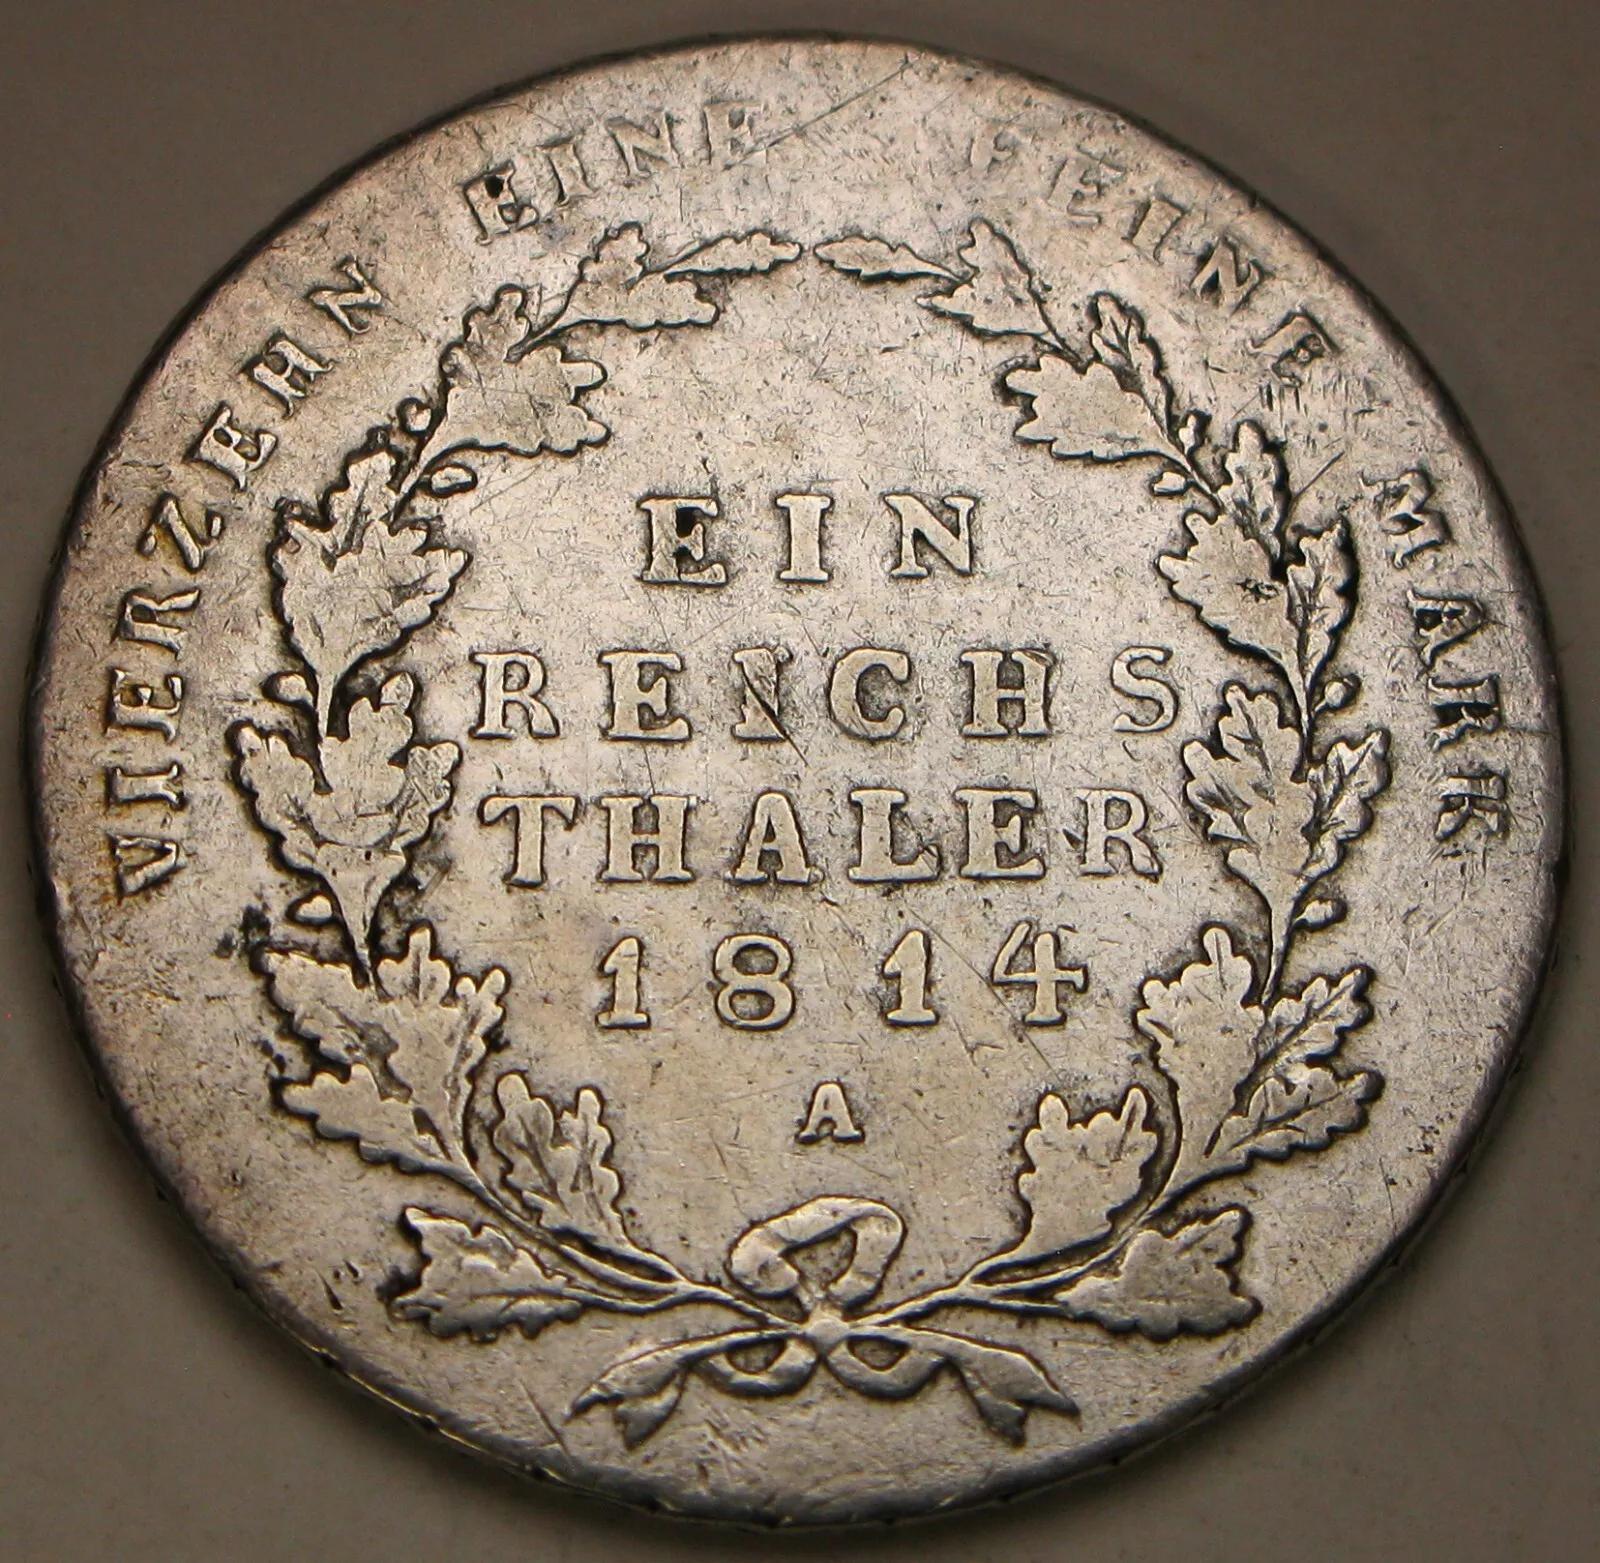 VIERZEHN EINE FEINE MARK
EIN
REICHS
THALER
1814
A